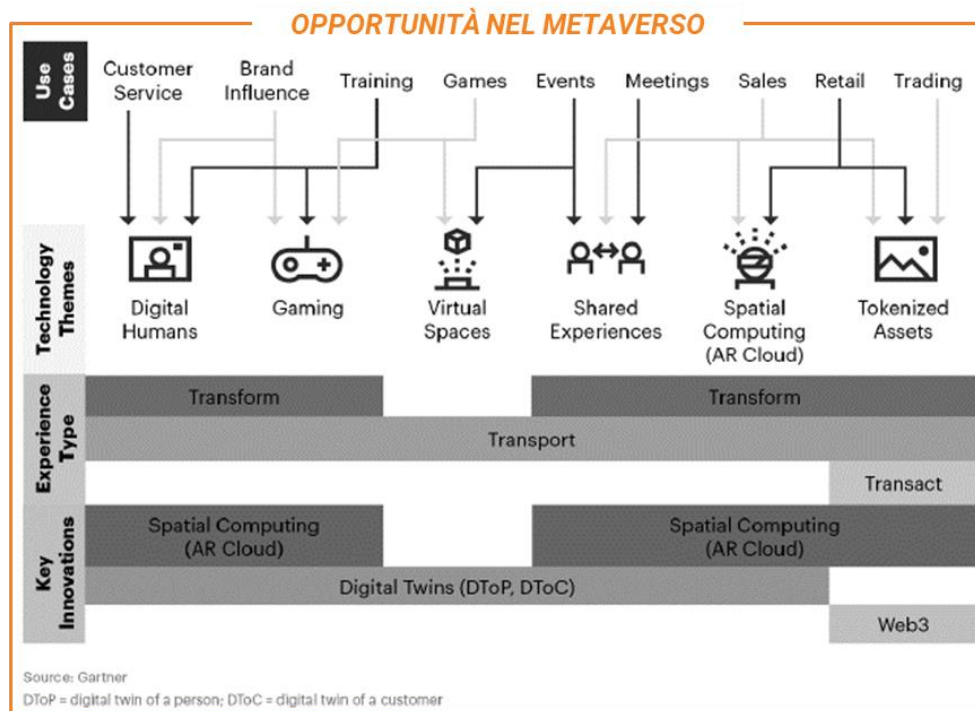 OPPORTUNITÀ NEL METAVERSO
Use
Cases
Customer
Service
Brand
Influence
Training
Games
Events
Meetings
Sales
Retail
Trading
Technology
Themes
Digital
Humans
Gaming
Virtual
Spaces
Shared
Experiences
Spatial
Computing
(AR Cloud)
Tokenized
Assets
Experience
Type
Transform
Transform
Transport
Transact
Key
Innovations
Spatial Computing
(AR Cloud)
Spatial Computing
(AR Cloud)
Digital Twins (DToP, DToC)
Web3
Source: Gartner
DToP = digital twin of a person; DToC = digital twin of a customer